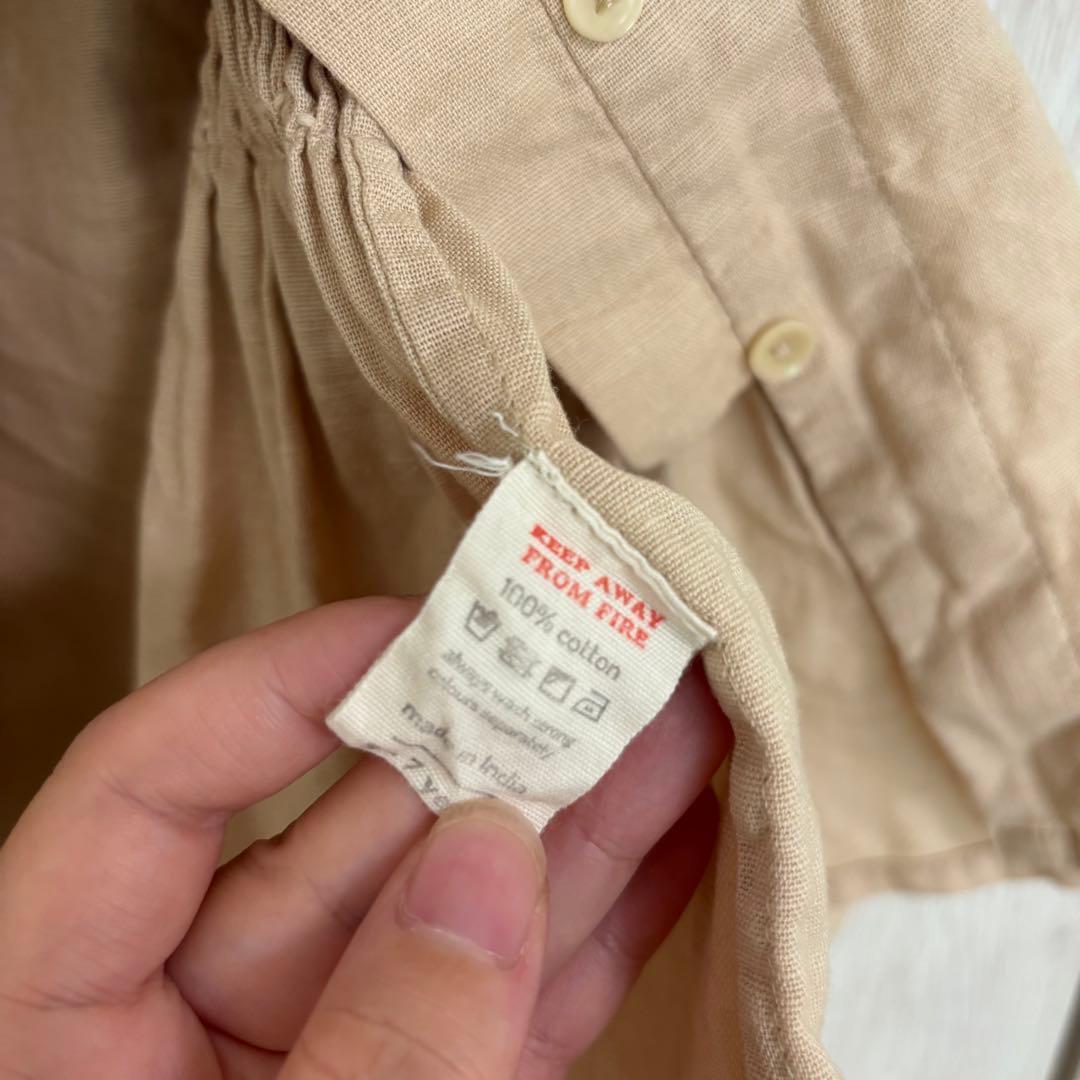 KEEP AWAY
FROM FIRE
100% cotton
always wash strong
colours separately
made in India